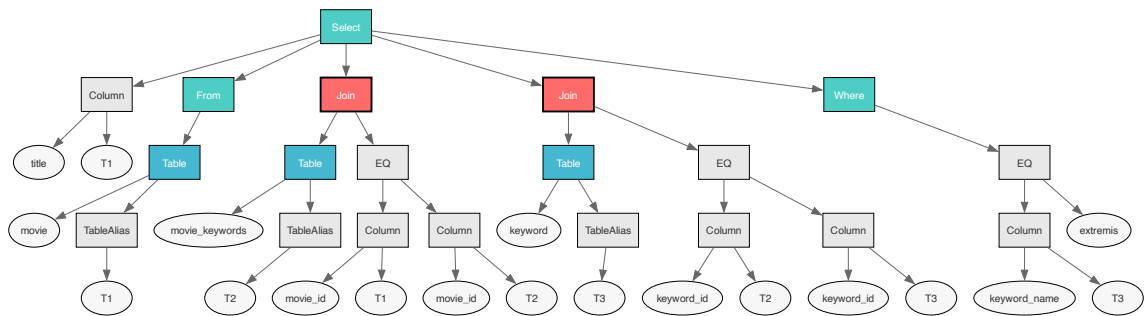 Select
Column From Join Join Where
title T1 Table Table EQ Table EQ EQ
movie TableAlias movie_keywords TableAlias Column Column keyword TableAlias Column Column Column extremis
T1 T2 movie_id T1 movie_id T2 T3 keyword_id T2 keyword_id T3 keyword_name T3